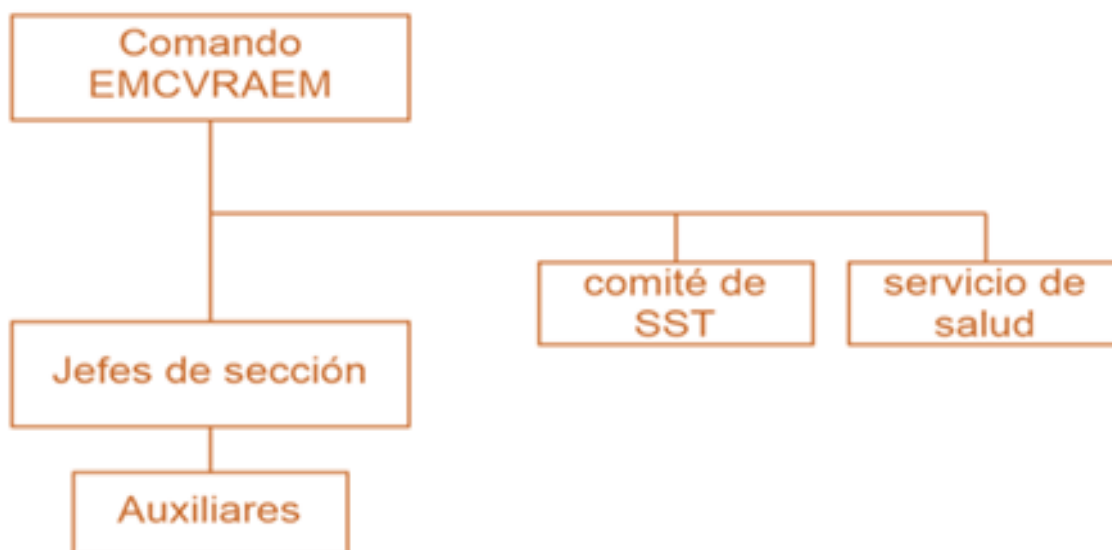 Comando
EMCVRAEM
comité de
SST
servicio de
salud
Jefes de sección
Auxiliares